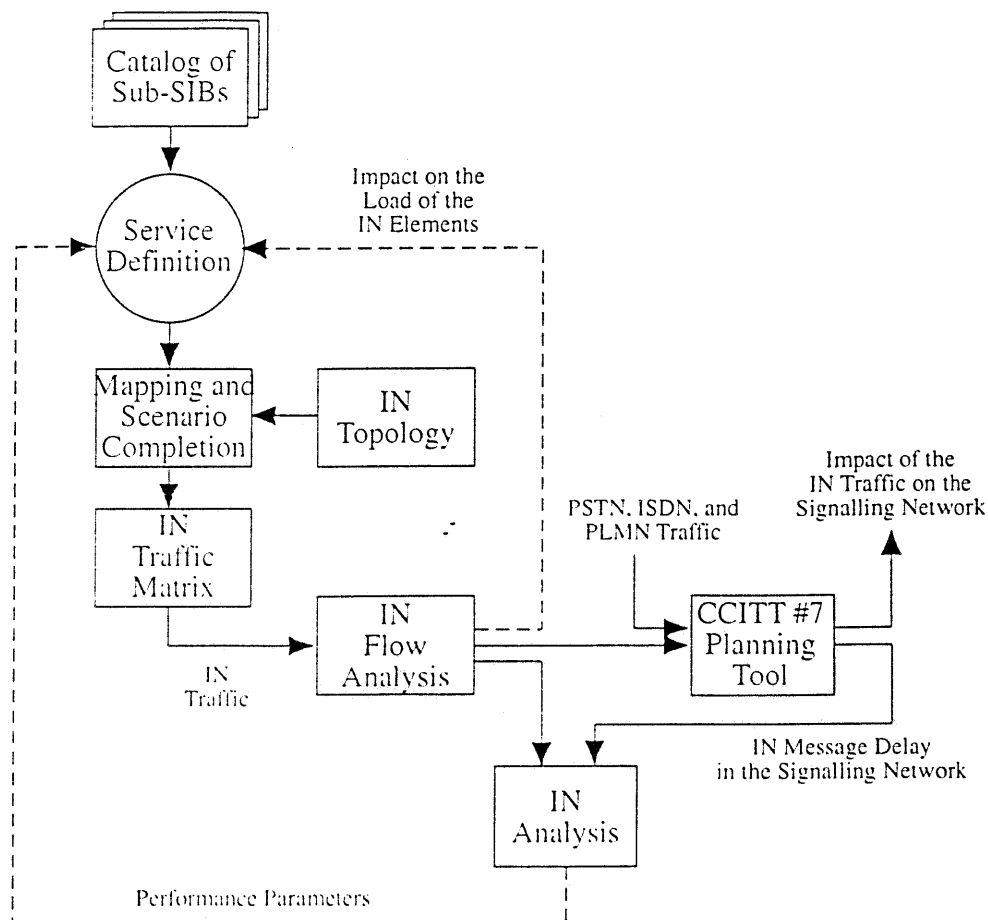 Catalog of
Sub-SIBs
Impact on the
Load of the
IN Elements
Service
Definition
Mapping and
Scenario
Completion
IN
Topology
Impact of the
IN Traffic on the
Signalling Network
PSTN, ISDN, and
PLMN Traffic
IN
Traffic
Matrix
IN
Flow
Analysis
CCITT #7
Planning
Tool
IN
Traffic
IN Message Delay
in the Signalling Network
IN
Analysis
Performance Parameters